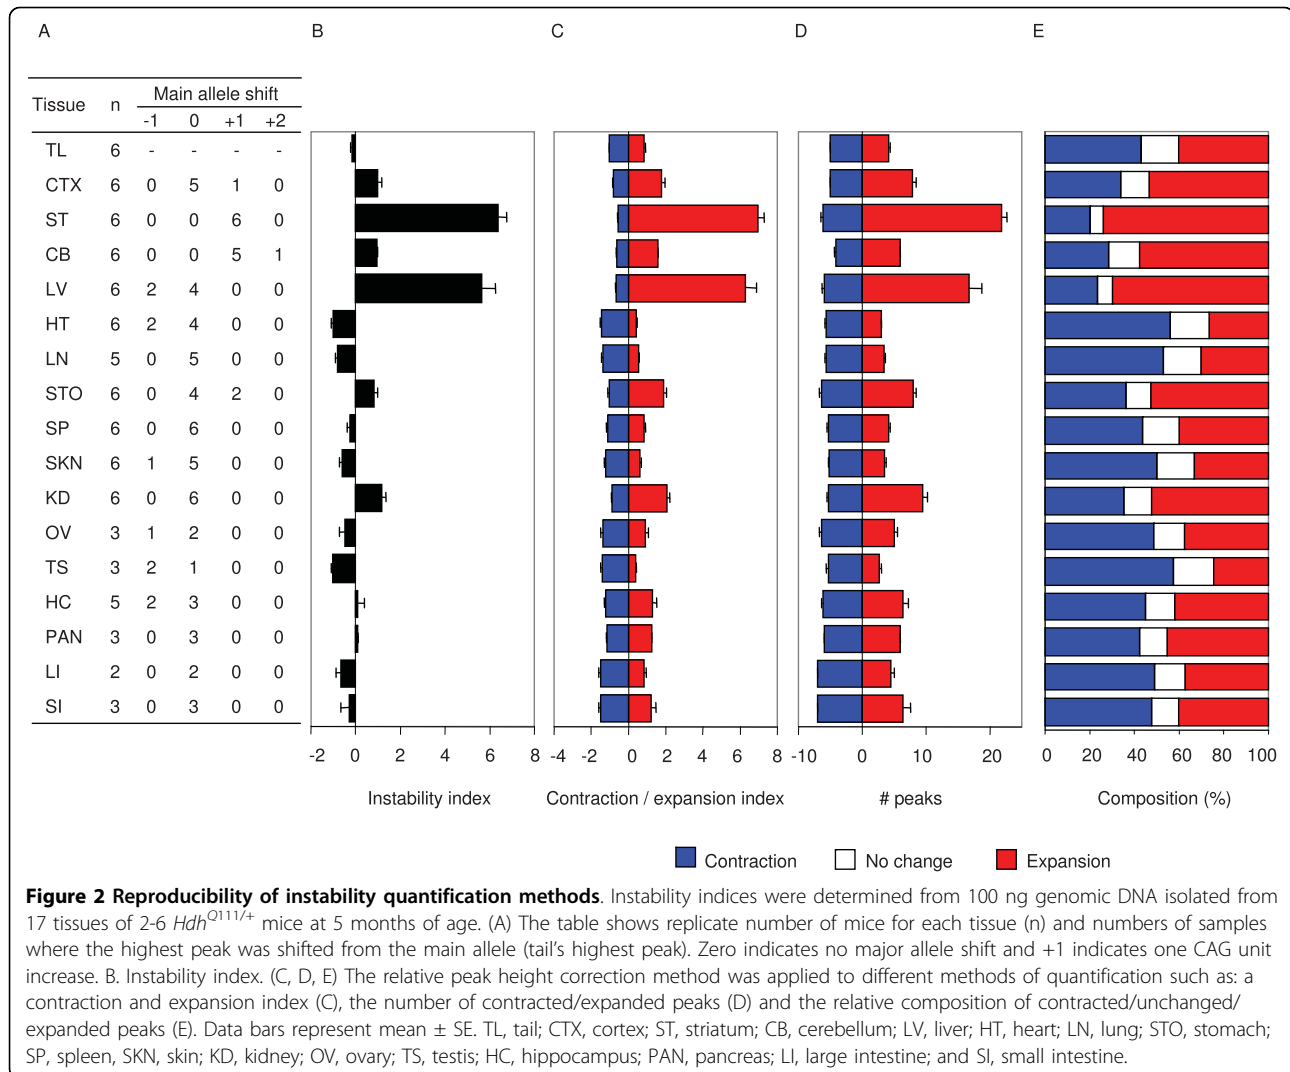 A B C D E
Tissue n Main allele shift
-1 0 +1 +2
TL 6 - - - -
CTX 6 0 5 1 0
ST 6 0 0 6 0
CB 6 0 0 5 1
LV 6 2 4 0 0
HT 6 2 4 0 0
LN 5 0 5 0 0
STO 6 0 4 2 0
SP 6 0 6 0 0
SKN 6 1 5 0 0
KD 6 0 6 0 0
OV 3 1 2 0 0
TS 3 2 1 0 0
HC 5 2 3 0 0
PAN 3 0 3 0 0
LI 2 0 2 0 0
SI 3 0 3 0 0
-2 0 2 4 6 8 -4 -2 0 2 4 6 8 -10 0 10 20 0 20 40 60 80 100
Instability index Contraction / expansion index # peaks Composition (%)
Contraction No change Expansion
Figure 2 Reproducibility of instability quantification methods. Instability indices were determined from 100 ng genomic DNA isolated from
17 tissues of 2-6 Hdh^Q111/+ mice at 5 months of age. (A) The table shows replicate number of mice for each tissue (n) and numbers of samples
where the highest peak was shifted from the main allele (tail's highest peak). Zero indicates no major allele shift and +1 indicates one CAG unit
increase. B. Instability index. (C, D, E) The relative peak height correction method was applied to different methods of quantification such as: a
contraction and expansion index (C), the number of contracted/expanded peaks (D) and the relative composition of contracted/unchanged/
expanded peaks (E). Data bars represent mean ± SE. TL, tail; CTX, cortex; ST, striatum; CB, cerebellum; LV, liver; HT, heart; LN, lung; STO, stomach;
SP, spleen, SKN, skin; KD, kidney; OV, ovary; TS, testis; HC, hippocampus; PAN, pancreas; LI, large intestine; and SI, small intestine.